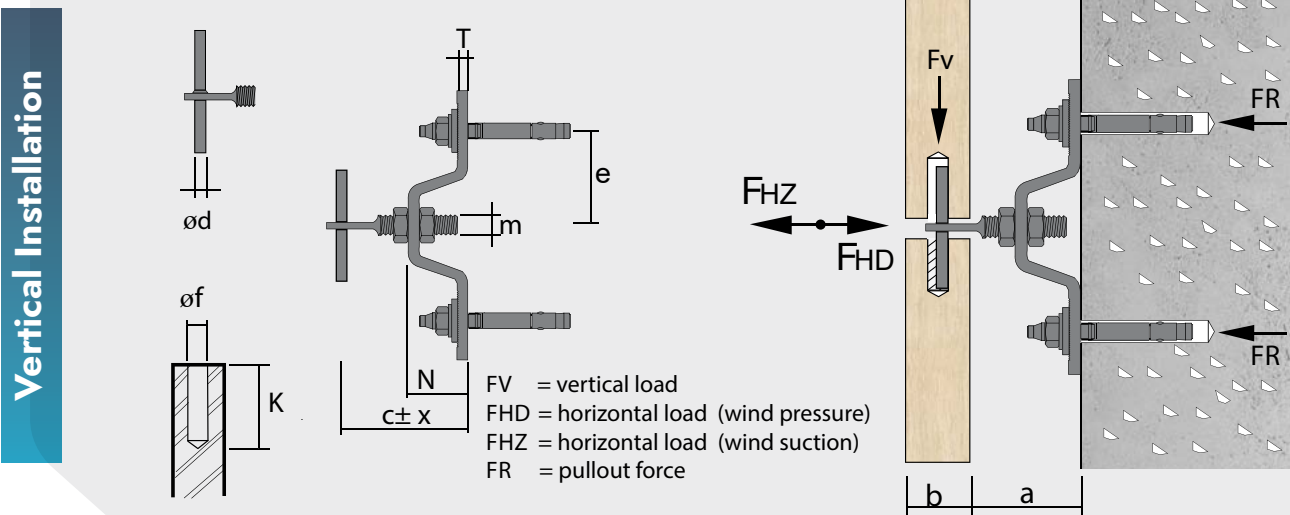 Vertical Installation
ød
øf
K
T
e
m
N
c± x
FV = vertical load
FHD = horizontal load (wind pressure)
FHZ = horizontal load (wind suction)
FR = pullout force
Fv
FHZ
FHD
FR
FR
b
a